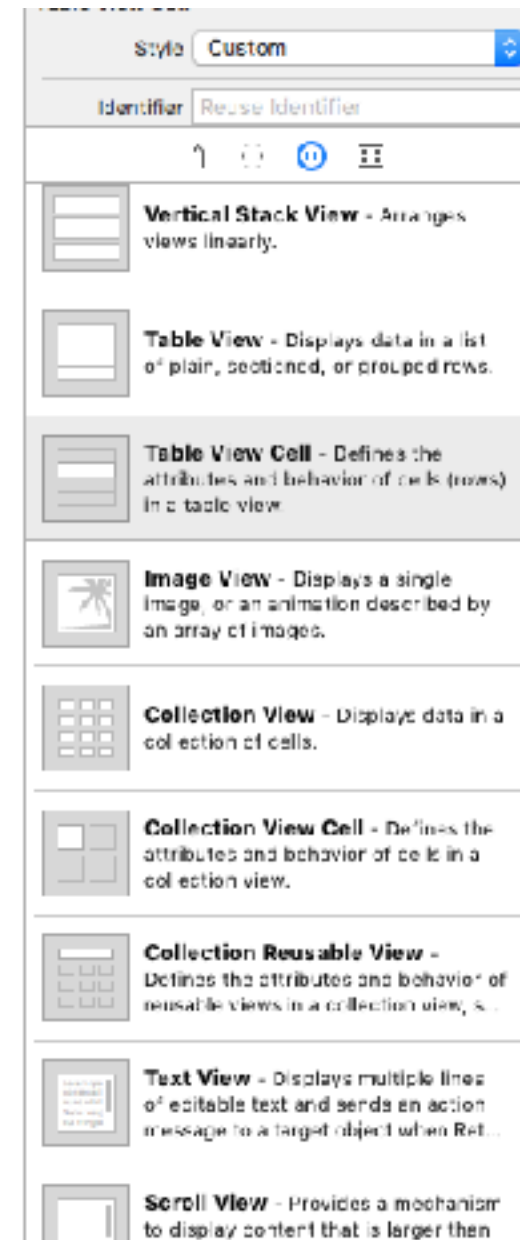 Table View Cell
Style Custom
Identifier Reuse Identifier
Vertical Stack View - Arranges
views linearly.
Table View - Displays data in a list
of plain, sectioned, or grouped rows.
Table View Cell - Defines the
attributes and behavior of cells (rows)
in a table view.
Image View - Displays a single
image, or an animation described by
an array of images.
Collection View - Displays data in a
collection of cells.
Collection View Cell - Defines the
attributes and behavior of cells in a
collection view.
Collection Reusable View -
Defines the attributes and behavior of
reusable views in a collection view, s...
Text View - Displays multiple lines
of editable text and sends an action
message to a target object when Ret...
Scroll View - Provides a mechanism
to display content that is larger than